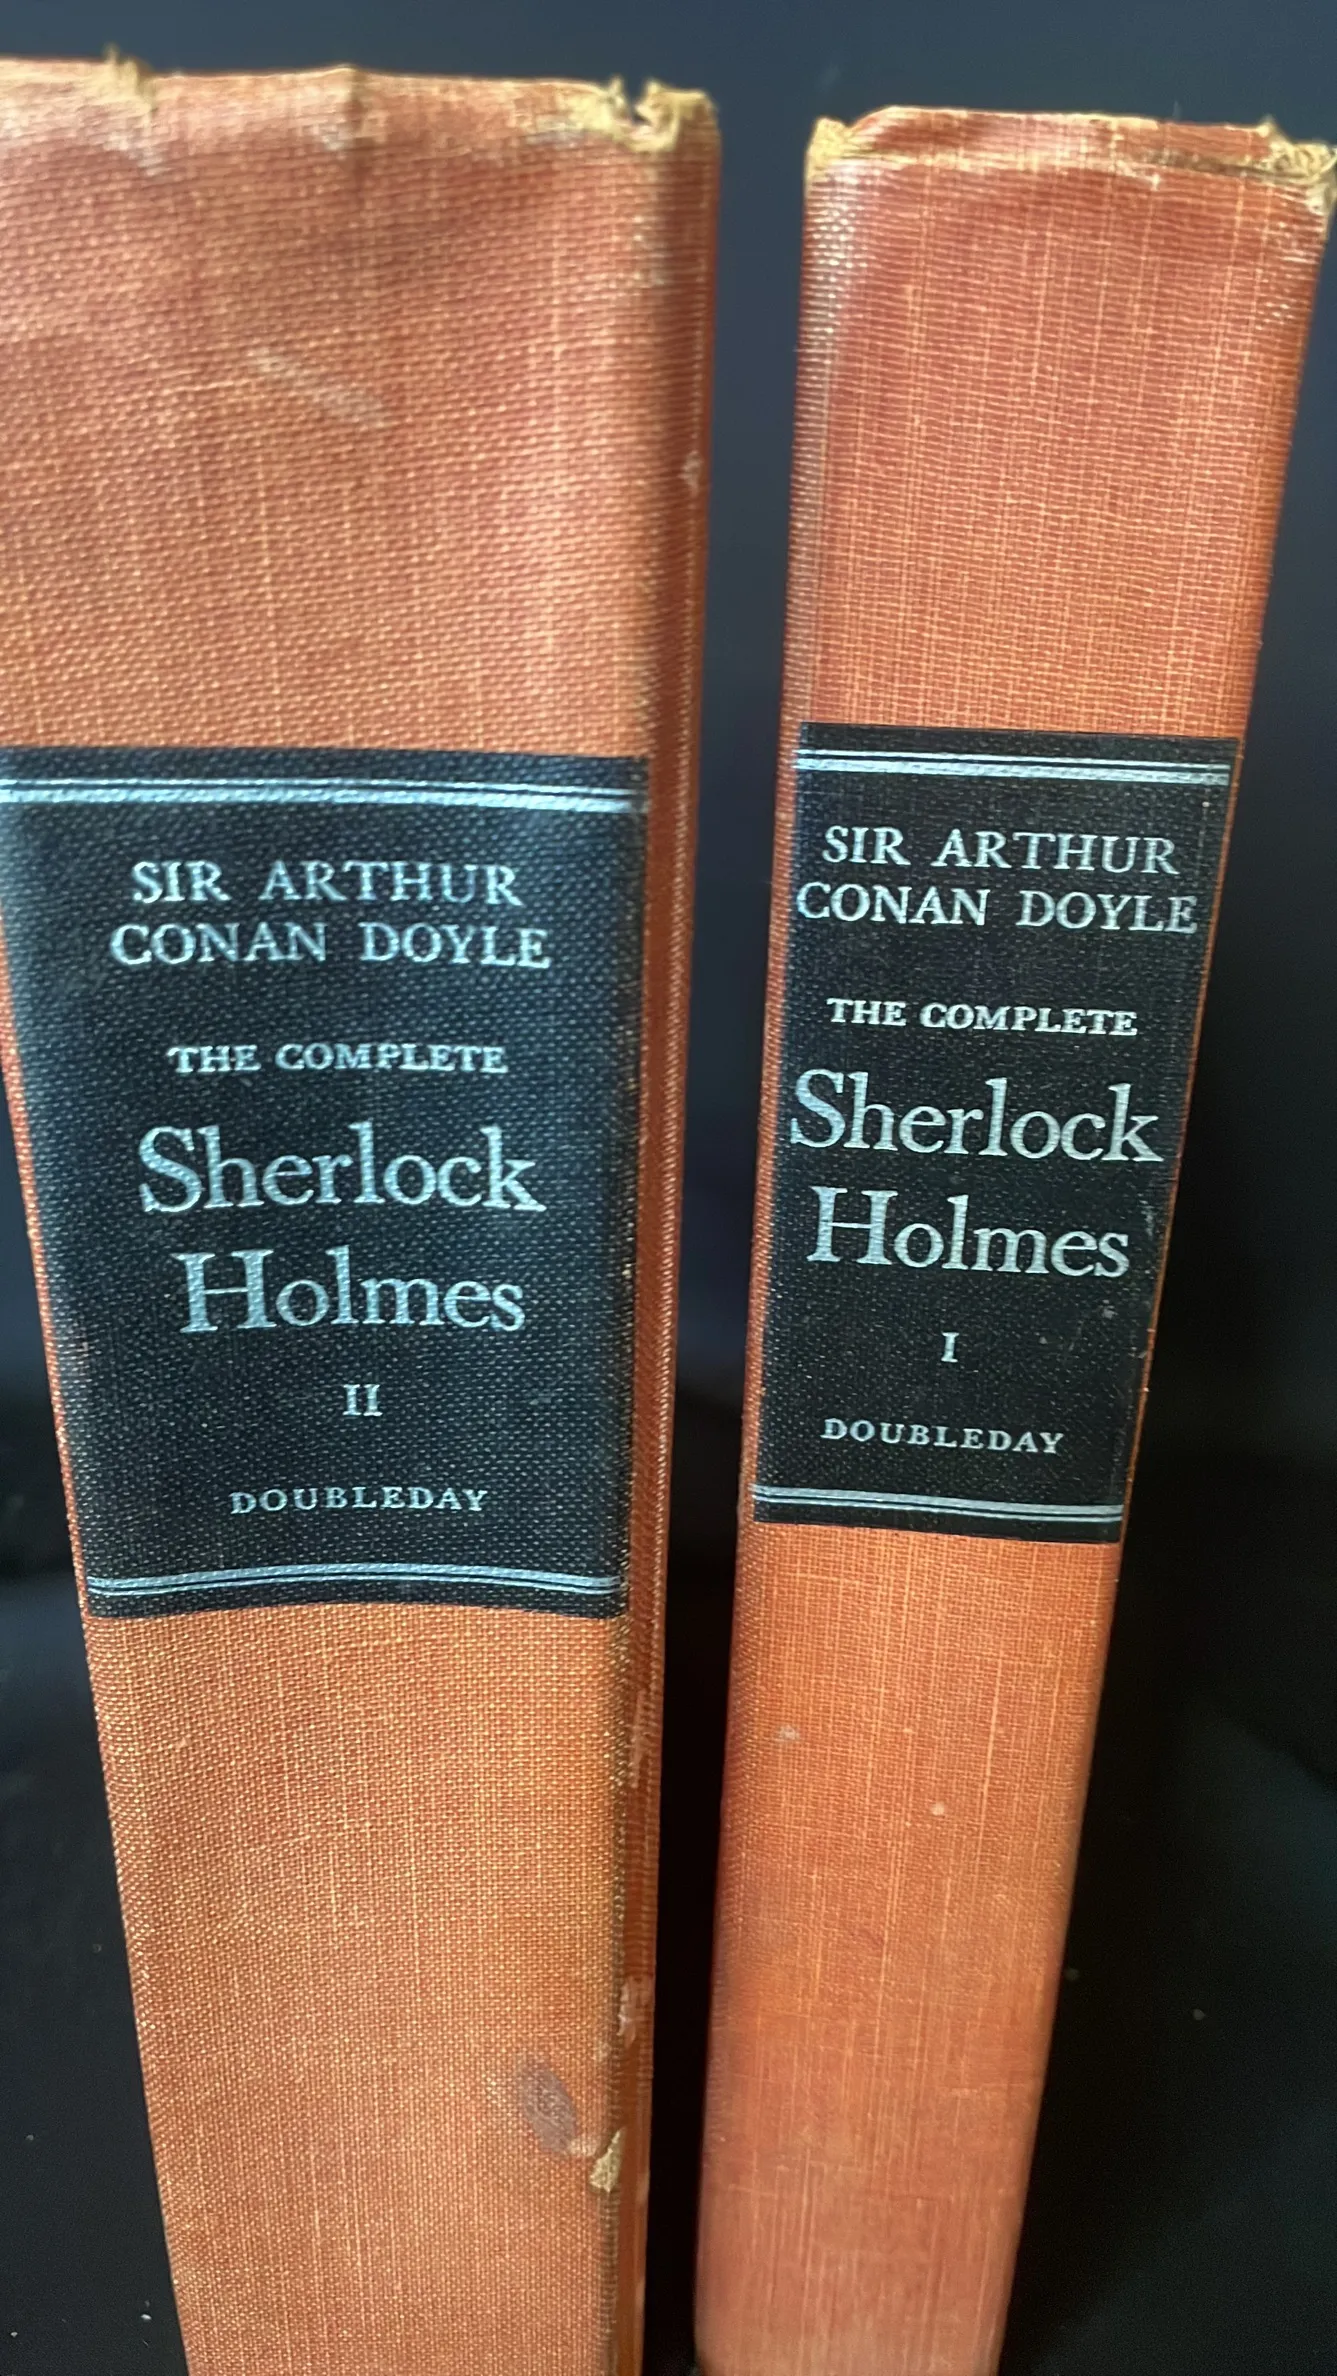 SIR ARTHUR
CONAN DOYLE
THE COMPLETE
Sherlock
Holmes
II
DOUBLEDAY
SIR ARTHUR
CONAN DOYLE
THE COMPLETE
Sherlock
Holmes
I
DOUBLEDAY